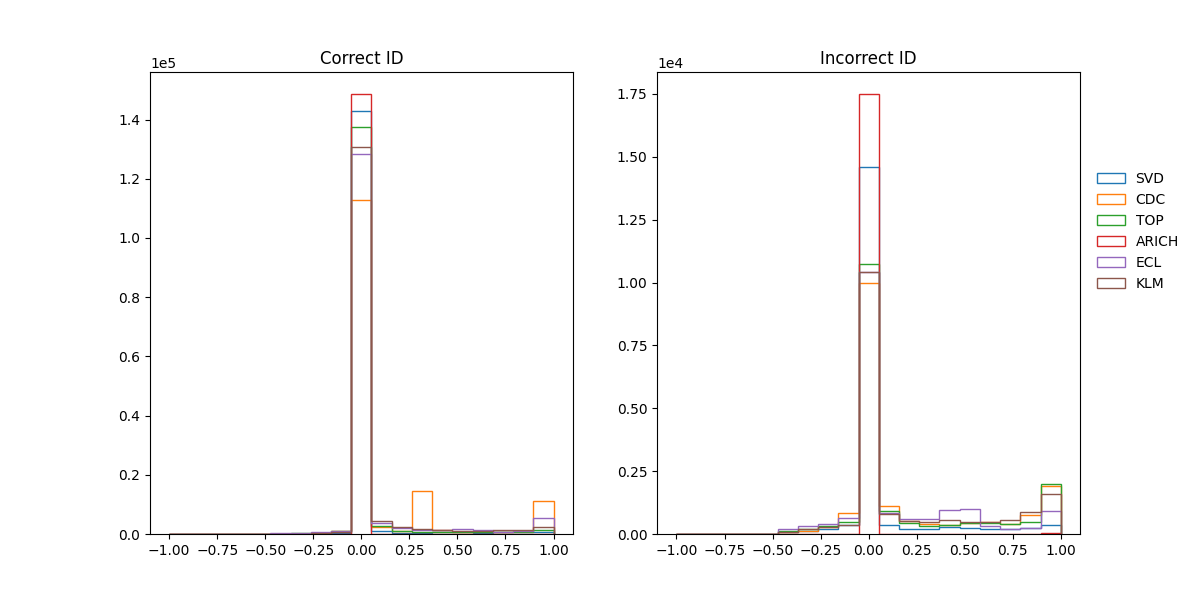 Correct ID
1e5
1.4
1.2
1.0
0.8
0.6
0.4
0.2
0.0
−1.00 −0.75 −0.50 −0.25 0.00 0.25 0.50 0.75 1.00
Incorrect ID
1e4
1.75
1.50
1.25
1.00
0.75
0.50
0.25
0.00
−1.00 −0.75 −0.50 −0.25 0.00 0.25 0.50 0.75 1.00
SVD
CDC
TOP
ARICH
ECL
KLM